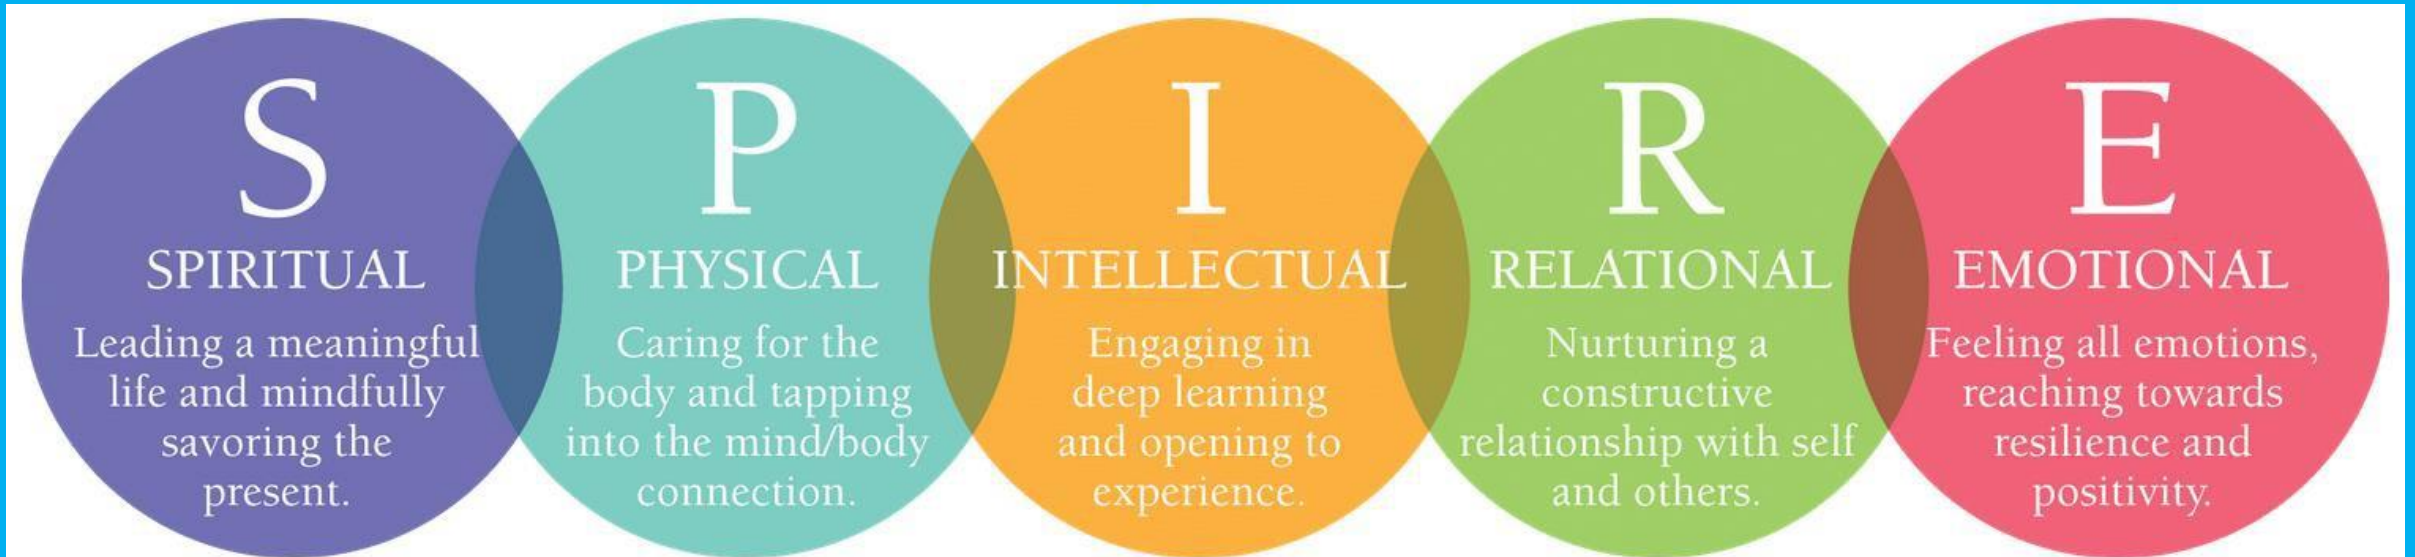 S
SPIRITUAL
Leading a meaningful
life and mindfully
savoring the
present.
P
PHYSICAL
Caring for the
body and tapping
into the mind/body
connection.
I
INTELLECTUAL
Engaging in
deep learning
and opening to
experience.
R
RELATIONAL
Nurturing a
constructive
relationship with self
and others.
E
EMOTIONAL
Feeling all emotions,
reaching towards
resilience and
positivity.